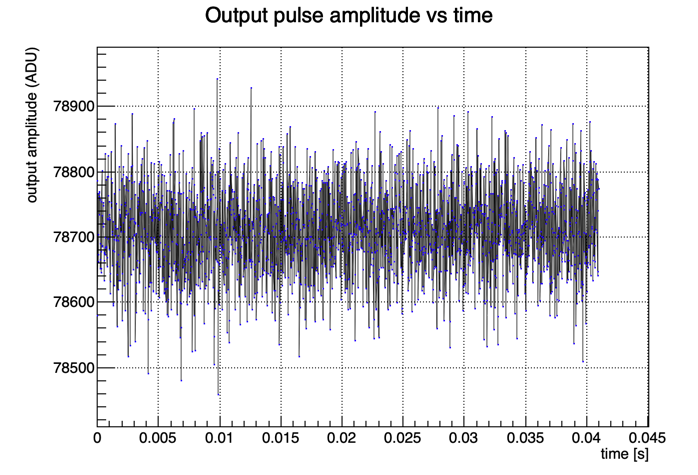 Output pulse amplitude vs time
output amplitude (ADU)
78900
78800
78700
78600
78500
0 0.005 0.01 0.015 0.02 0.025 0.03 0.035 0.04 0.045
time [s]